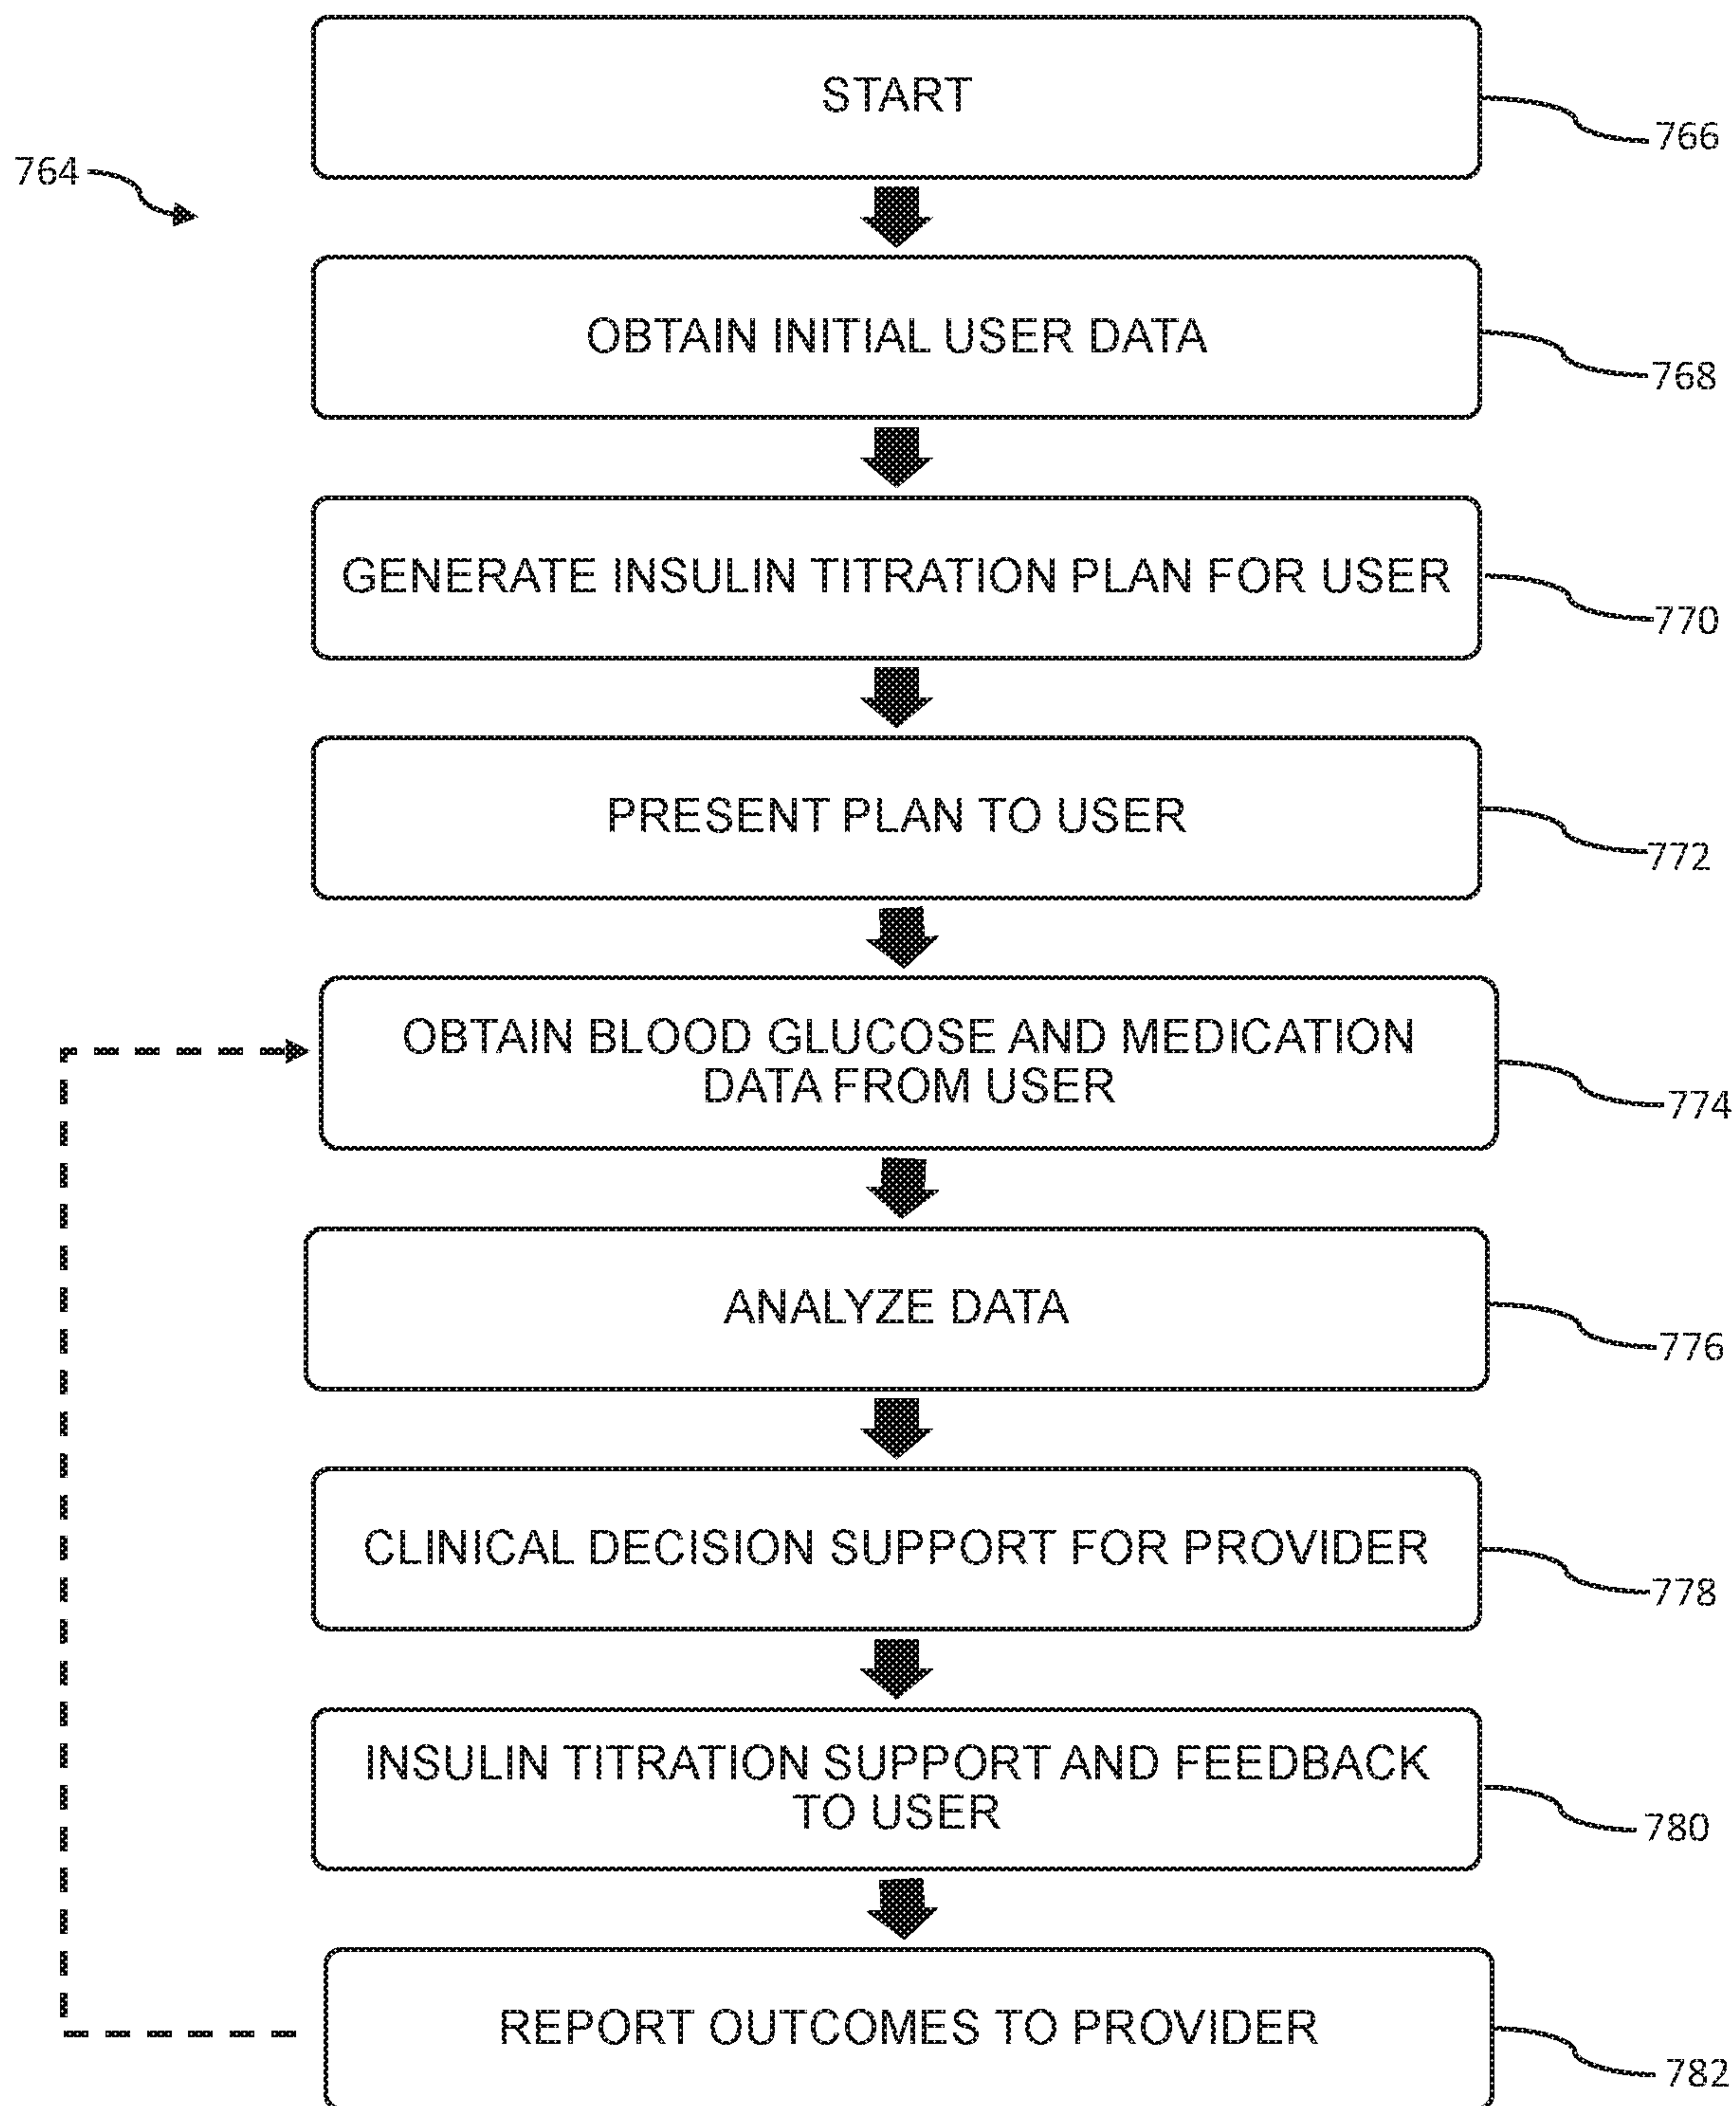 START
766
764
OBTAIN INITIAL USER DATA
768
GENERATE INSULIN TITRATION PLAN FOR USER
770
PRESENT PLAN TO USER
772
OBTAIN BLOOD GLUCOSE AND MEDICATION
DATA FROM USER
774
ANALYZE DATA
776
CLINICAL DECISION SUPPORT FOR PROVIDER
778
INSULIN TITRATION SUPPORT AND FEEDBACK
TO USER
780
REPORT OUTCOMES TO PROVIDER
782